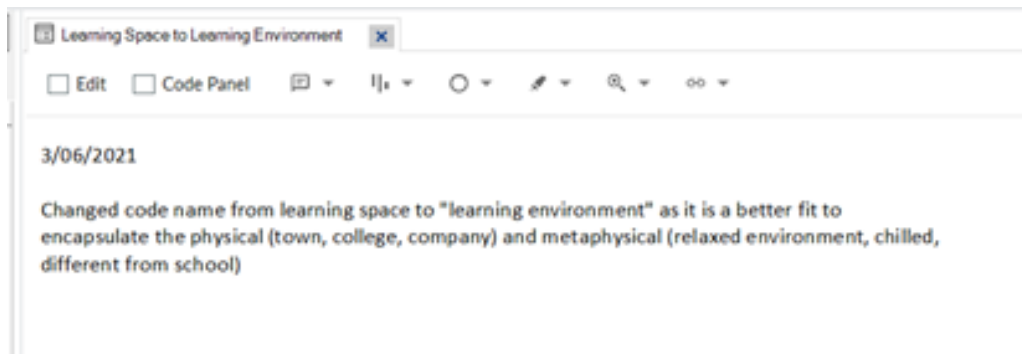 Learning Space to Learning Environment
Edit Code Panel
3/06/2021
Changed code name from learning space to "learning environment" as it is a better fit to
encapsulate the physical (town, college, company) and metaphysical (relaxed environment, chilled,
different from school)